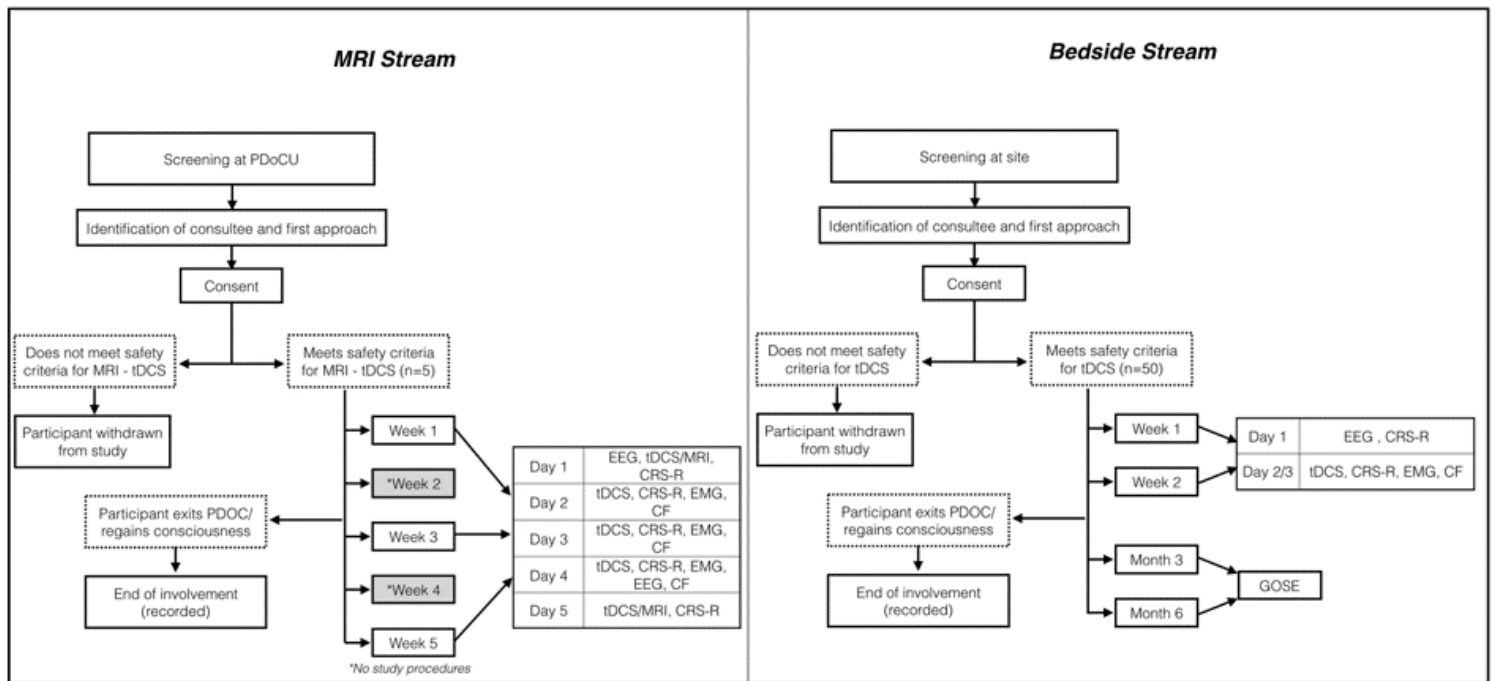 MRI Stream
Screening at PDoCU
Identification of consultee and first approach
Consent
Does not meet safety
criteria for MRI - tDCS
Meets safety criteria
for MRI - tDCS (n=5)
Participant withdrawn
from study
Week 1
*Week 2
Participant exits PDOC/
regains consciousness
Week 3
*Week 4
End of involvement
(recorded)
Week 5
*No study procedures
Day 1
EEG, tDCS/MRI,
CRS-R
Day 2
tDCS, CRS-R, EMG,
CF
Day 3
tDCS, CRS-R, EMG,
CF
Day 4
tDCS, CRS-R, EMG,
EEG, CF
Day 5
tDCS/MRI, CRS-R
Bedside Stream
Screening at site
Identification of consultee and first approach
Consent
Does not meet safety
criteria for tDCS
Meets safety criteria
for tDCS (n=50)
Participant withdrawn
from study
Week 1
Week 2
Day 1
EEG , CRS-R
Day 2/3
tDCS, CRS-R, EMG, CF
Participant exits PDOC/
regains consciousness
End of involvement
(recorded)
Month 3
Month 6
GOSE